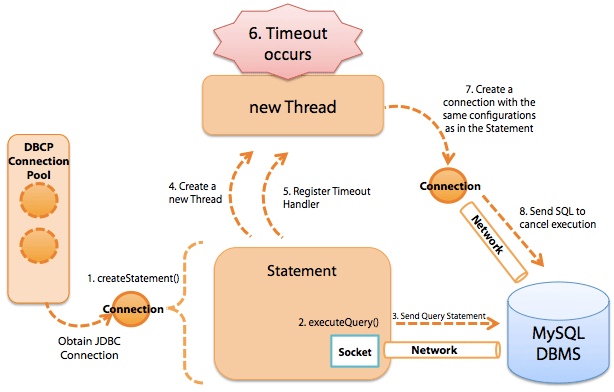 6. Timeout
occurs
new Thread
7. Create a
connection with the
same configurations
as in the Statement
DBCP
Connection
Pool
4. Create a
new Thread
5. Register Timeout
Handler
Connection
8. Send SQL to
cancel execution
Network
Statement
1. createStatement()
Connection
Obtain JDBC
Connection
2. executeQuery()
3. Send Query Statement
Socket
Network
MySQL
DBMS